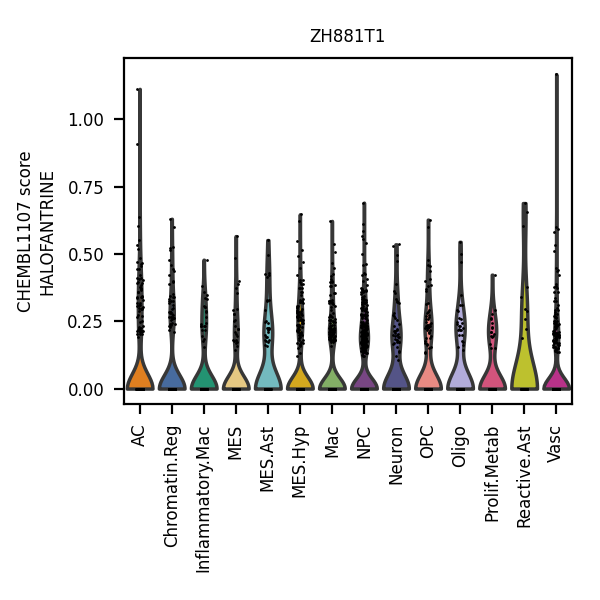 ZH881T1
CHEMBL1107 score
HALOFANTRINE
1.00
0.75
0.50
0.25
0.00
AC
Chromatin.Reg
Inflammatory.Mac
MES
MES.Ast
MES.Hyp
Mac
NPC
Neuron
OPC
Oligo
Prolif.Metab
Reactive.Ast
Vasc